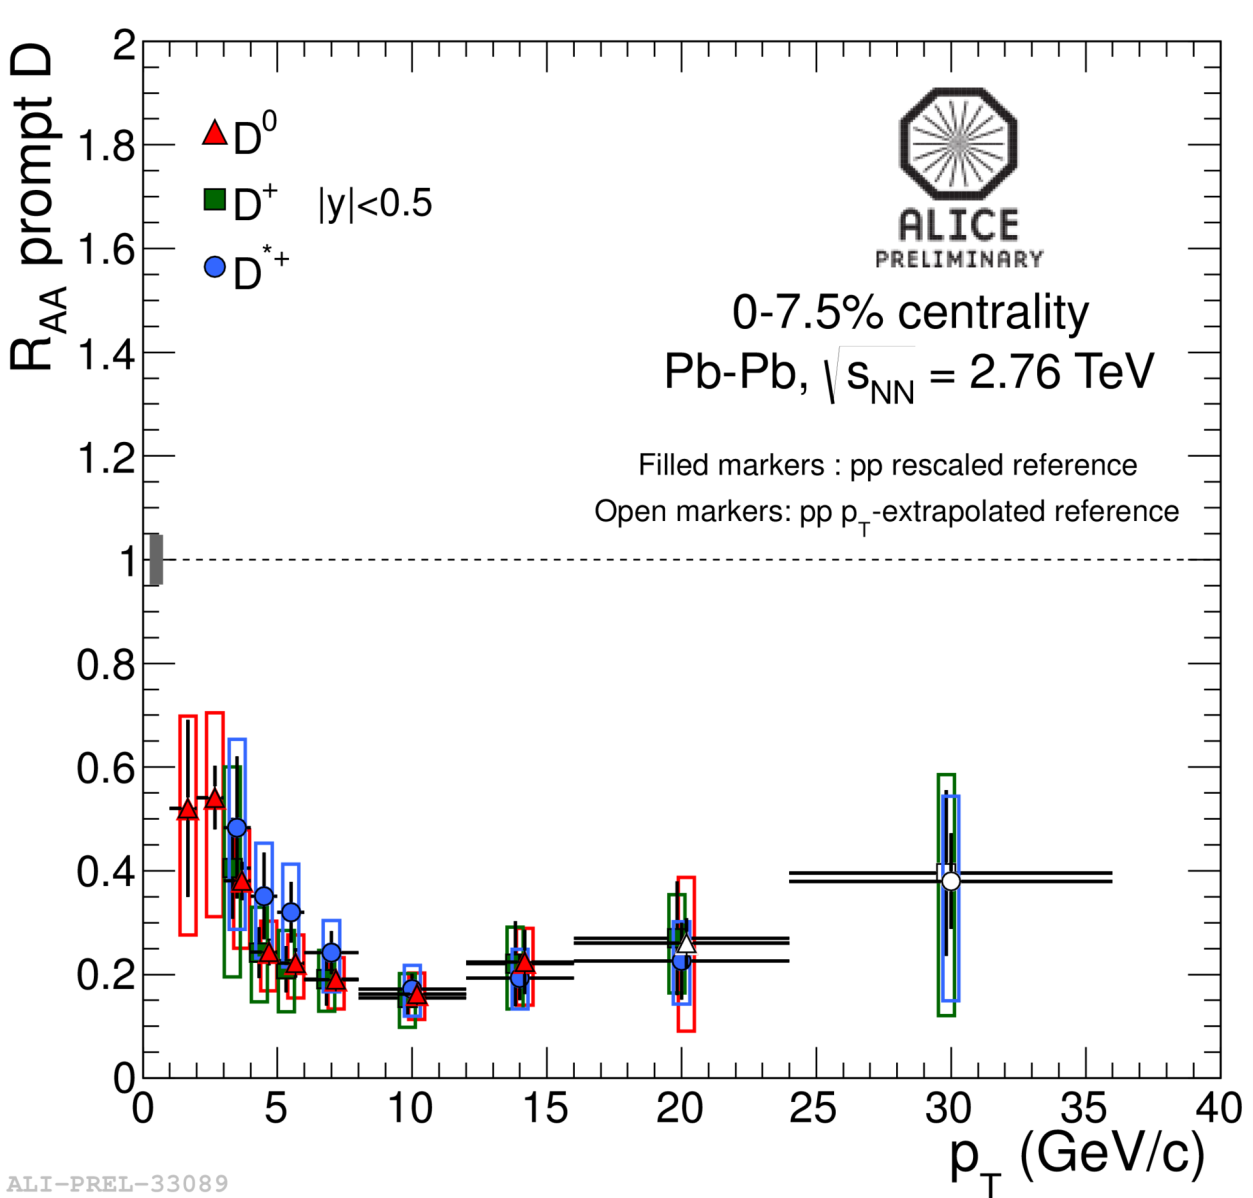 R_AA prompt D
2
1.8
1.6
1.4
1.2
1
0.8
0.6
0.4
0.2
0
D^0
D^+ |y|<0.5
D^*+
ALICE
PRELIMINARY
0-7.5% centrality
Pb-Pb, √s_NN = 2.76 TeV
Filled markers : pp rescaled reference
Open markers: pp p_T-extrapolated reference
0 5 10 15 20 25 30 35 40
p_T (GeV/c)
ALI-PREL-33089